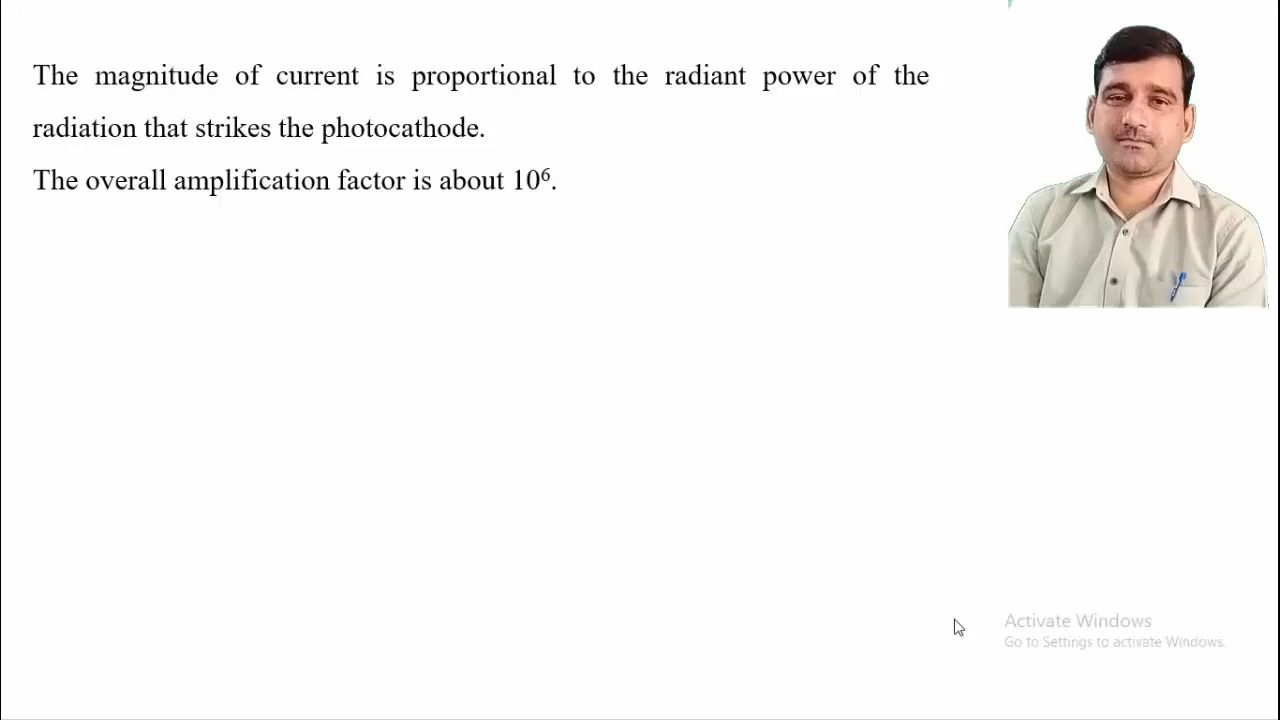 The magnitude of current is proportional to the radiant power of the
radiation that strikes the photocathode.
The overall amplification factor is about 10⁶.
Activate Windows
Go to Settings to activate Windows.